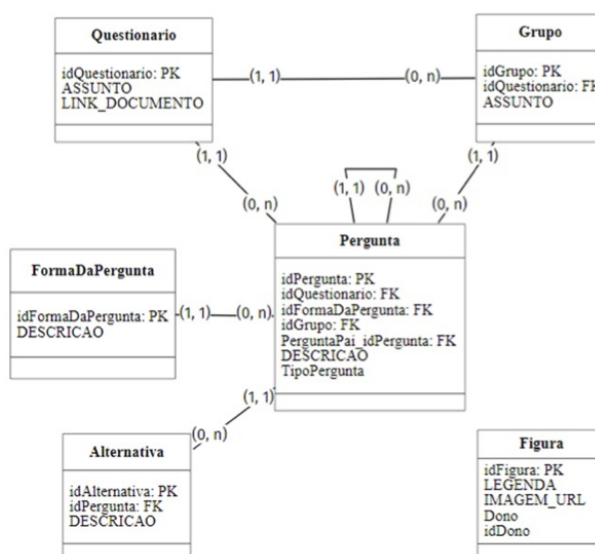 Questionario
idQuestionario: PK
ASSUNTO
LINK_DOCUMENTO
(1, 1)
(0, n)
Grupo
idGrupo: PK
idQuestionario: FK
ASSUNTO
(1, 1)
(0, n)
(1, 1)
(0, n)
(1, 1)
(0, n)
Pergunta
idPergunta: PK
idQuestionario: FK
idFormaDaPergunta: FK
idGrupo: FK
PerguntaPai_idPergunta: FK
DESCRICAO
TipoPergunta
FormaDaPergunta
idFormaDaPergunta: PK
DESCRICAO
(1, 1)
(0, n)
(1, 1)
(0, n)
Alternativa
idAlternativa: PK
idPergunta: FK
DESCRICAO
Figura
idFigura: PK
LEGENDA
IMAGEM_URL
Dono
idDono